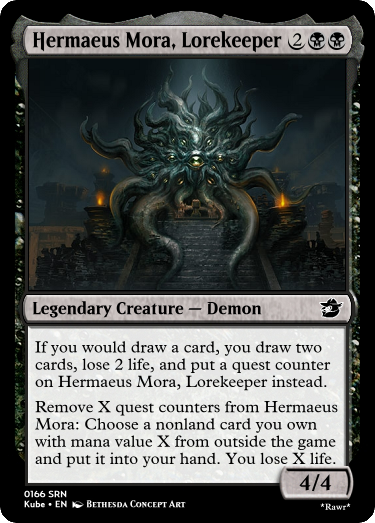 Hermaeus Mora, Lorekeeper 2
Legendary Creature — Demon
If you would draw a card, you draw two
cards, lose 2 life, and put a quest counter
on Hermaeus Mora, Lorekeeper instead.
Remove X quest counters from Hermaeus
Mora: Choose a nonland card you own
with mana value X from outside the game
and put it into your hand. You lose X life.
4/4
0166 SRN
Kube • EN Bethesda Concept Art
*Rawr*